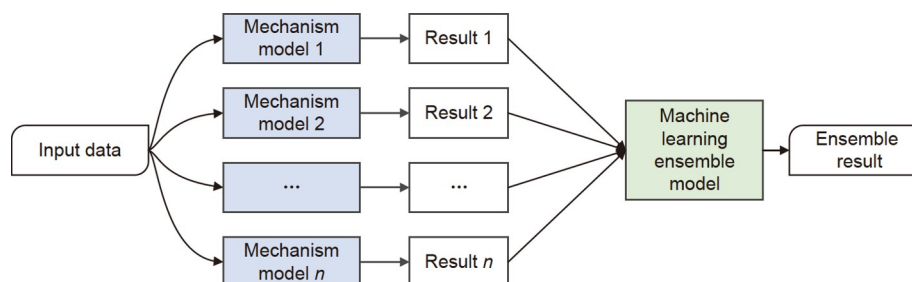 Input data
Mechanism
model 1
Result 1
Mechanism
model 2
Result 2
...
...
Mechanism
model n
Result n
Machine
learning
ensemble
model
Ensemble
result